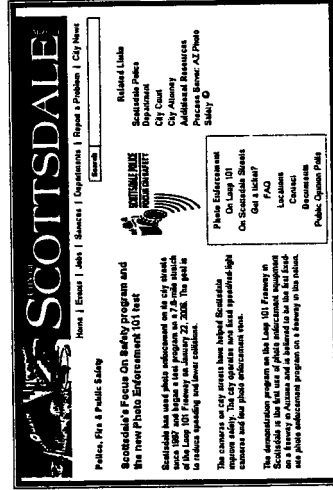 CITY OF
SCOTTSDALE
Home | Events | Jobs | Services | Departments | Report a Problem | City News
Search
Police, Fire & Public Safety
Scottsdale's Focus On Safety program and
the new Photo Enforcement 101 test
Scottsdale has used photo enforcement on its city streets
since 1997 and began a test program on a 7.8-mile stretch
of the Loop 101 Freeway on January 22, 2006. The goal is
to reduce speeding and lower collisions.
The cameras on city streets have helped Scottsdale
improve safety. The city operates nine fixed speed/red-light
cameras and four photo enforcement vans.
The demonstration program on the Loop 101 Freeway in
Scottsdale is the first use of photo enforcement equipment
on a freeway in Arizona and is believed to be the first fixed-
site photo enforcement program on a freeway in the nation.
SCOTTSDALE POLICE
FOCUS ON SAFETY
Photo Enforcement
On Loop 101
On Scottsdale Streets
Got a ticket?
FAQ
Locations
Contact
Documents
Public Opinion Polls
Related Links
Scottsdale Police
Department
City Court
City Attorney
Additional Resources
Process Server: AZ Photo
Safety